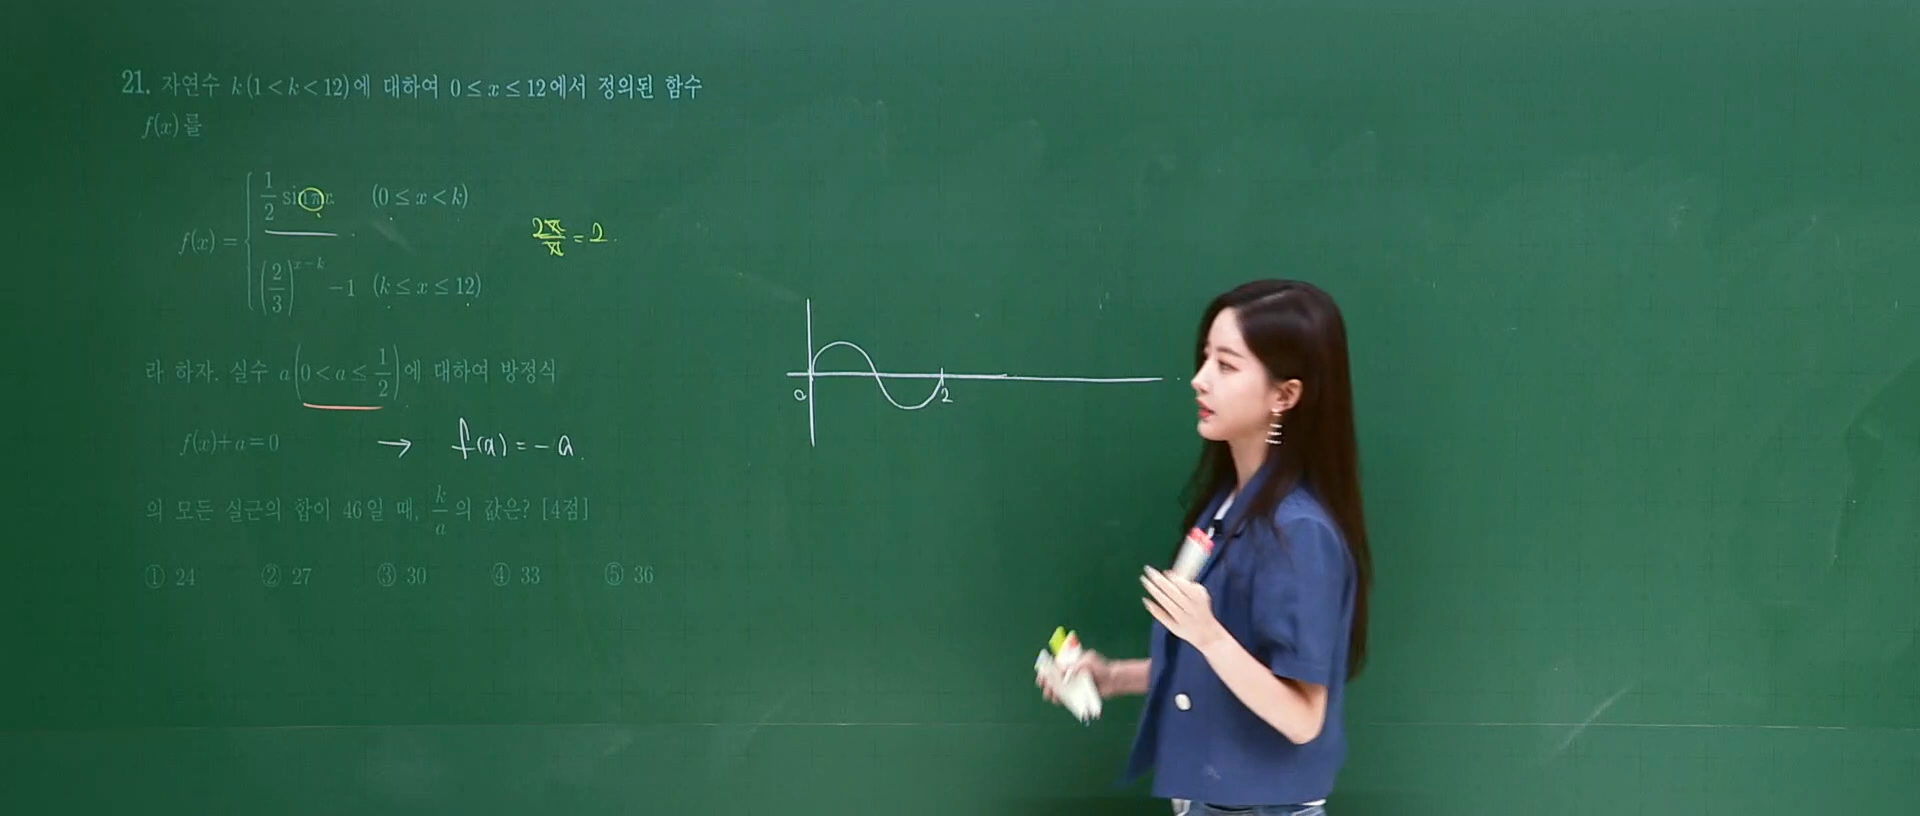 21. 자연수 k(1<k<12)에 대하여 0≤x≤12에서 정의된 함수
f(x)를
f(x)= { 1/2 sinπx (0≤x<k)
(2/3)^(x-k) -1 (k≤x≤12)
2π/π = 2.
라 하자. 실수 a(0<a≤1/2)에 대하여 방정식
f(x)+a=0 → f(x)=-a.
의 모든 실근의 합이 46일 때, k/a의 값은? [4점]
① 24 ② 27 ③ 30 ④ 33 ⑤ 36
0 2